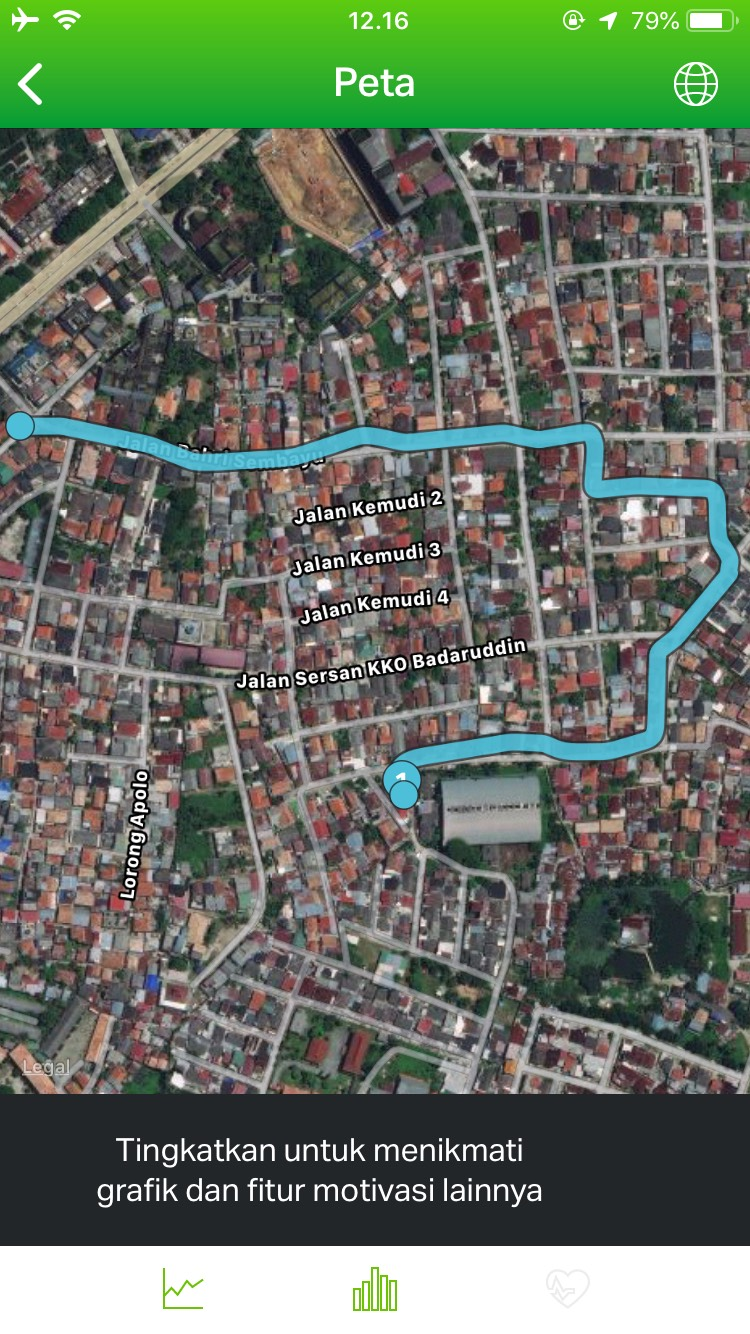 12.16
79%
Peta
Jalan Bahri Sembayu
Jalan Kemudi 2
Jalan Kemudi 3
Jalan Kemudi 4
Jalan Sersan KKO Badaruddin
1
Lorong Apolo
Legal
Tingkatkan untuk menikmati
grafik dan fitur motivasi lainnya